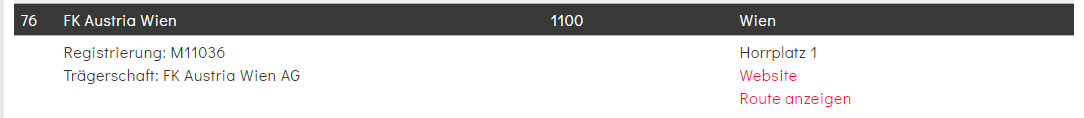 76 FK Austria Wien 1100 Wien
Registrierung: M11036 Horrplatz 1
Trägerschaft: FK Austria Wien AG Website
Route anzeigen